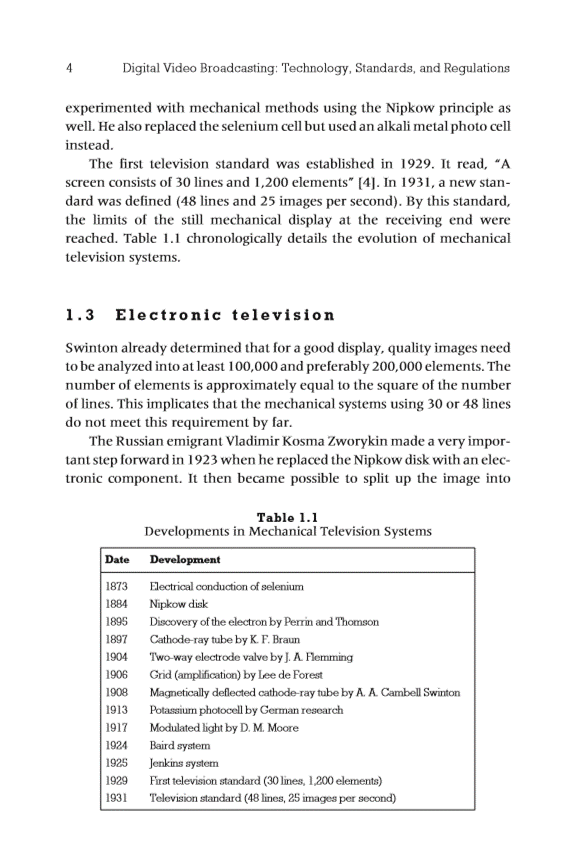 4 Digital Video Broadcasting: Technology, Standards, and Regulations
experimented with mechanical methods using the Nipkow principle as
well. He also replaced the selenium cell but used an alkali metal photo cell
instead.
The first television standard was established in 1929. It read, “A
screen consists of 30 lines and 1,200 elements” [4]. In 1931, a new stan-
dard was defined (48 lines and 25 images per second). By this standard,
the limits of the still mechanical display at the receiving end were
reached. Table 1.1 chronologically details the evolution of mechanical
television systems.
1.3 Electronic television
Swinton already determined that for a good display, quality images need
to be analyzed into at least 100,000 and preferably 200,000 elements. The
number of elements is approximately equal to the square of the number
of lines. This implicates that the mechanical systems using 30 or 48 lines
do not meet this requirement by far.
The Russian emigrant Vladimir Kosma Zworykin made a very impor-
tant step forward in 1923 when he replaced the Nipkow disk with an elec-
tronic component. It then became possible to split up the image into
Table 1.1
Developments in Mechanical Television Systems
Date Development
1873 Electrical conduction of selenium
1884 Nipkow disk
1895 Discovery of the electron by Perrin and Thomson
1897 Cathode-ray tube by K. F. Braun
1904 Two-way electrode valve by J. A. Flemming
1906 Grid (amplification) by Lee de Forest
1908 Magnetically deflected cathode-ray tube by A. A. Cambell Swinton
1913 Potassium photocell by German research
1917 Modulated light by D. M. Moore
1924 Baird system
1925 Jenkins system
1929 First television standard (30 lines, 1,200 elements)
1931 Television standard (48 lines, 25 images per second)